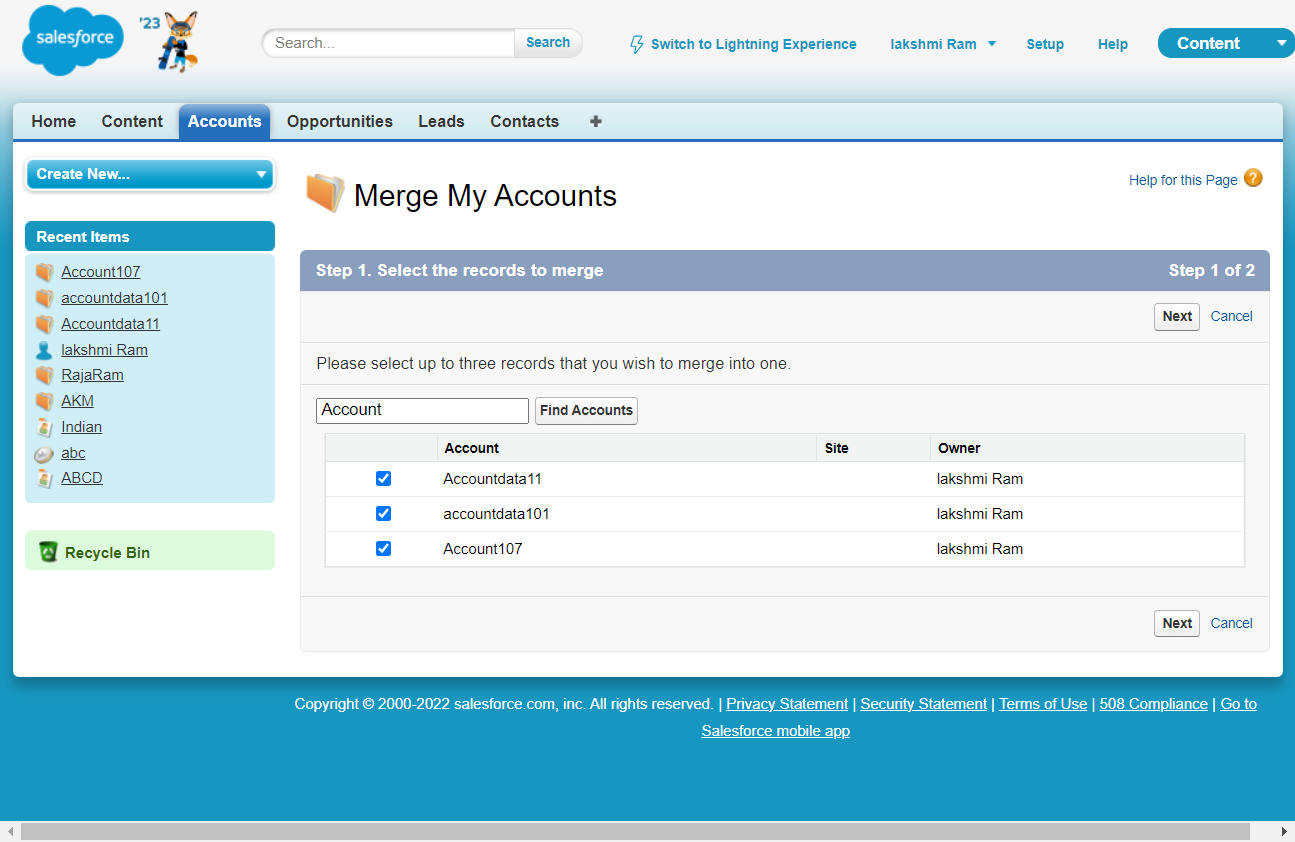 salesforce
'23
Search...
Search
Switch to Lightning Experience
lakshmi Ram
Setup
Help
Content
Home
Content
Accounts
Opportunities
Leads
Contacts
Create New...
Recent Items
Account107
accountdata101
Accountdata11
lakshmi Ram
RajaRam
AKM
Indian
abc
ABCD
Recycle Bin
Merge My Accounts
Help for this Page ?
Step 1. Select the records to merge
Step 1 of 2
Next
Cancel
Please select up to three records that you wish to merge into one.
Account
Find Accounts
Account Site Owner
Accountdata11 lakshmi Ram
accountdata101 lakshmi Ram
Account107 lakshmi Ram
Next
Cancel
Copyright © 2000-2022 salesforce.com, inc. All rights reserved. | Privacy Statement | Security Statement | Terms of Use | 508 Compliance | Go to
Salesforce mobile app